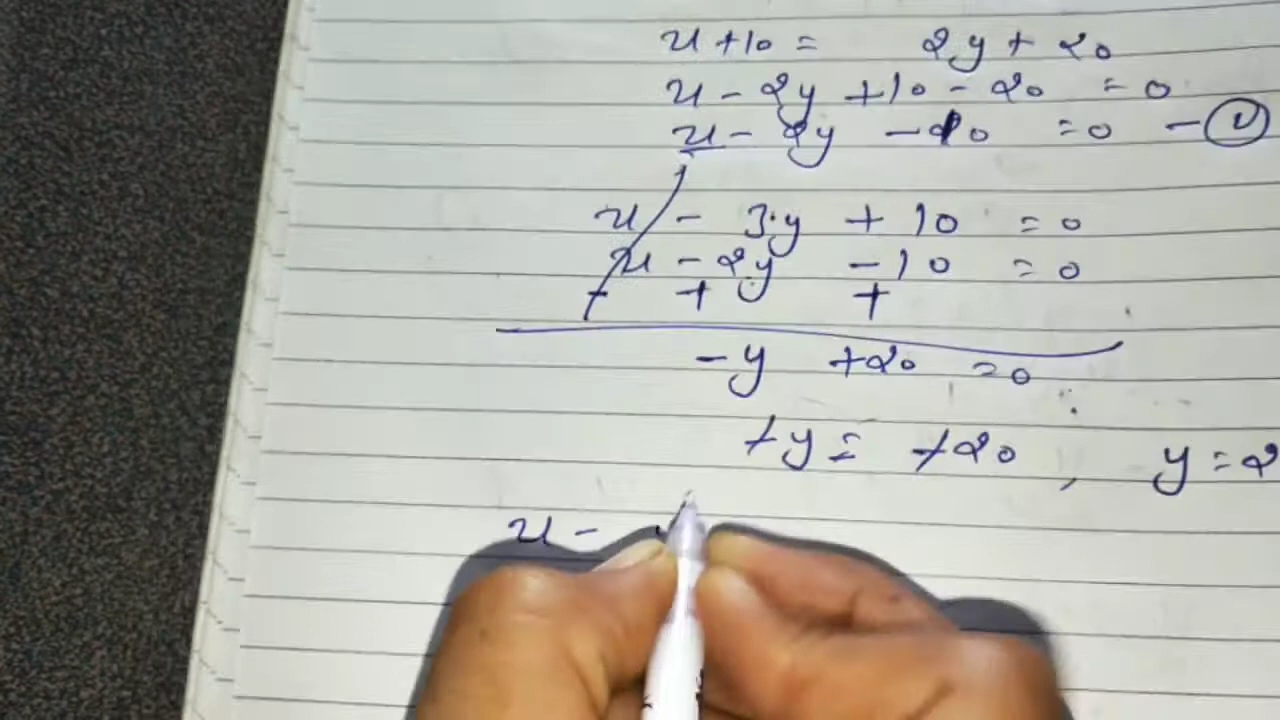 x + 10 = 2y + 20
x - 2y + 10 - 20 = 0
x - 2y - 10 = 0 - ②
x - 3y + 10 = 0
x - 2y - 10 = 0
- + +
-y + 20 = 0
+y = +20, y = 2
x -